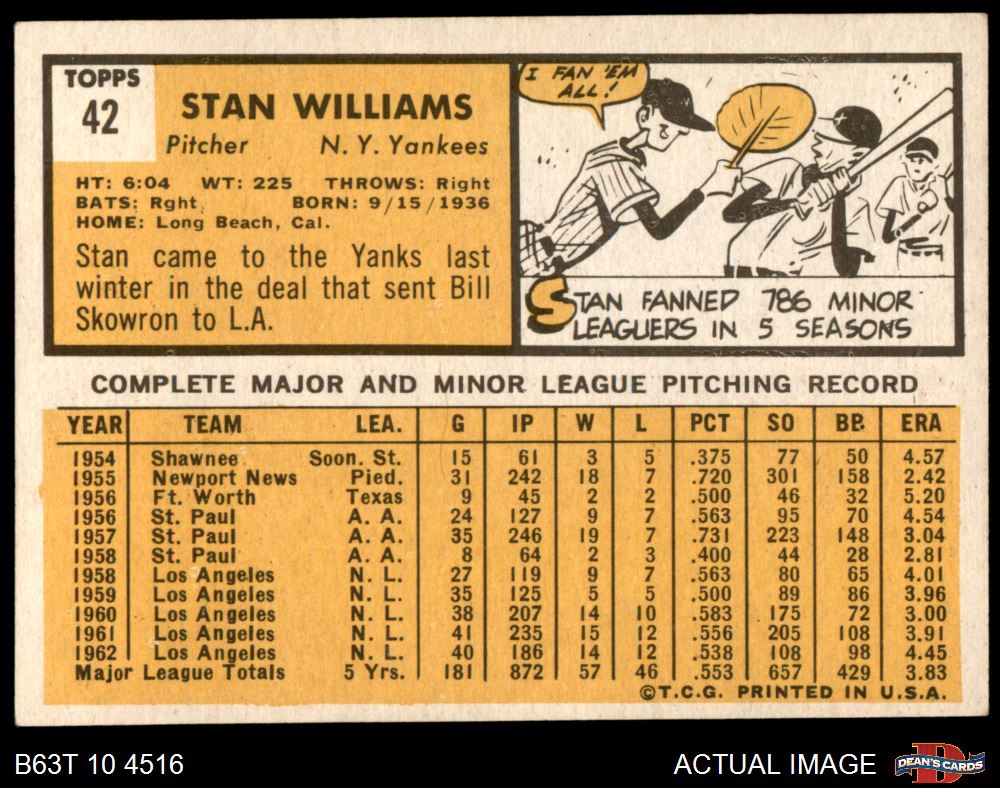 TOPPS
42
STAN WILLIAMS
Pitcher N. Y. Yankees
HT: 6:04 WT: 225 THROWS: Right
BATS: Rght BORN: 9/15/1936
HOME: Long Beach, Cal.
Stan came to the Yanks last
winter in the deal that sent Bill
Skowron to L.A.
I FAN 'EM
ALL!
STAN FANNED 786 MINOR
LEAGUERS IN 5 SEASONS
COMPLETE MAJOR AND MINOR LEAGUE PITCHING RECORD
YEAR TEAM LEA. G IP W L PCT SO BB. ERA
1954 Shawnee Soon. St. 15 61 3 5 .375 77 50 4.57
1955 Newport News Pied. 31 242 18 7 .720 301 158 2.42
1956 Ft. Worth Texas 9 45 2 2 .500 46 32 5.20
1956 St. Paul A. A. 24 127 9 7 .563 95 70 4.54
1957 St. Paul A. A. 35 246 19 7 .731 223 148 3.04
1958 St. Paul A. A. 8 64 2 3 .400 44 28 2.81
1958 Los Angeles N. L. 27 119 9 7 .563 80 65 4.01
1959 Los Angeles N. L. 35 125 5 5 .500 89 86 3.96
1960 Los Angeles N. L. 38 207 14 10 .583 175 72 3.00
1961 Los Angeles N. L. 41 235 15 12 .556 205 108 3.91
1962 Los Angeles N. L. 40 186 14 12 .538 108 98 4.45
Major League Totals 5 Yrs. 181 872 57 46 .553 657 429 3.83
©T.C.G. PRINTED IN U.S.A.
B63T 10 4516
ACTUAL IMAGE
D
DEAN'S CARDS